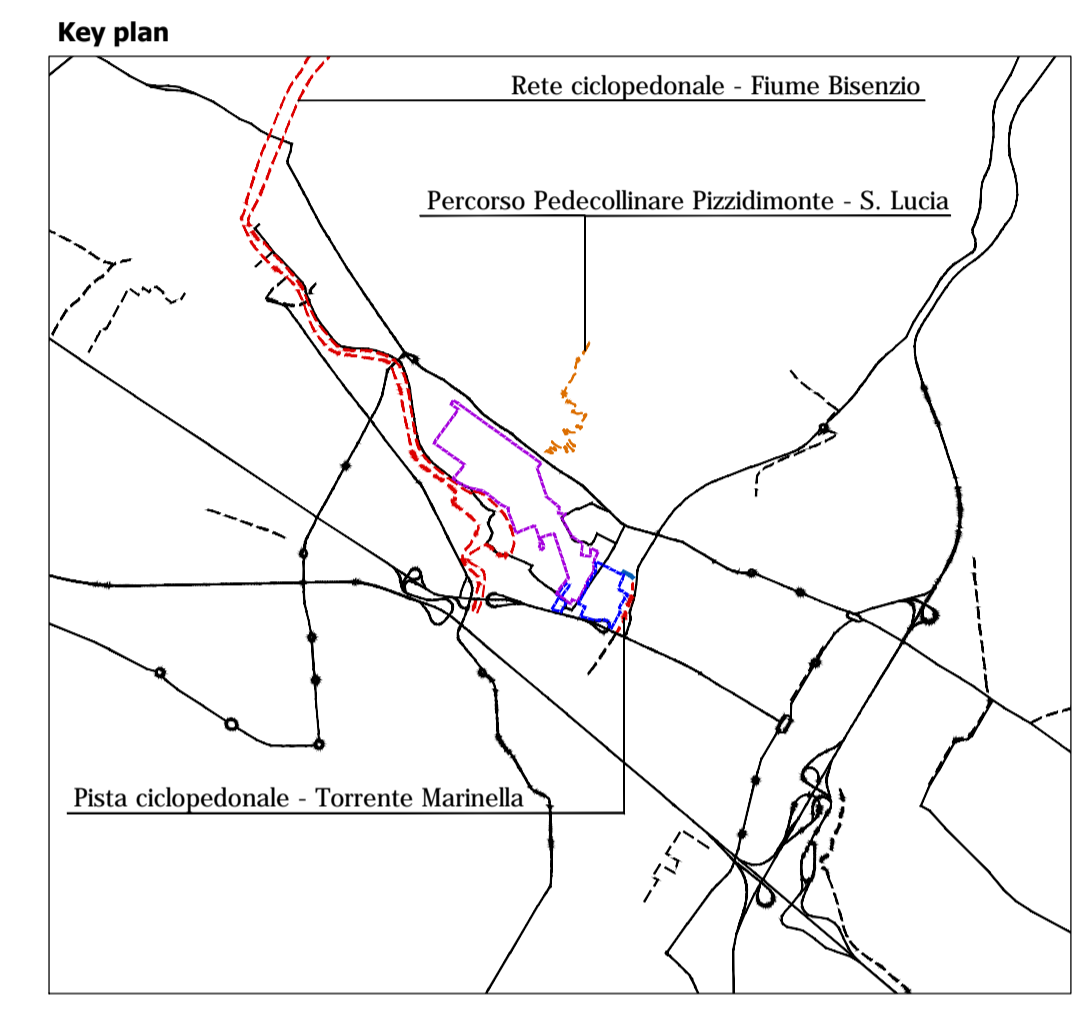 Key plan
Rete ciclopedonale - Fiume Bisenzio
Percorso Pedecollinare Pizzidimonte - S. Lucia
Pista ciclopedonale - Torrente Marinella